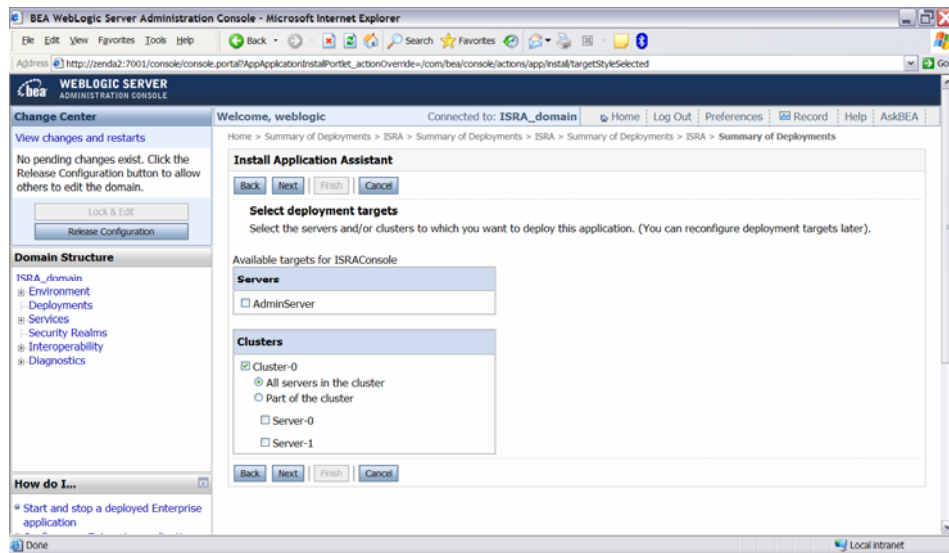 BEA WebLogic Server Administration Console - Microsoft Internet Explorer
File Edit View Favorites Tools Help
Back Search Favorites
Address http://zenda2:7001/console/console.portal?AppApplicationInstallPortlet_actionOverride=/com/bea/console/actions/app/install/targetStyleSelected Go
bea WEBLOGIC SERVER
ADMINISTRATION CONSOLE
Change Center
View changes and restarts
No pending changes exist. Click the
Release Configuration button to allow
others to edit the domain.
Lock & Edit
Release Configuration
Domain Structure
ISRA_domain
Environment
Deployments
Services
Security Realms
Interoperability
Diagnostics
How do I...
Start and stop a deployed Enterprise
application
Welcome, weblogic Connected to: ISRA_domain Home Log Out Preferences Record Help AskBEA
Home > Summary of Deployments > ISRA > Summary of Deployments > ISRA > Summary of Deployments > ISRA > Summary of Deployments
Install Application Assistant
Back Next Finish Cancel
Select deployment targets
Select the servers and/or clusters to which you want to deploy this application. (You can reconfigure deployment targets later).
Available targets for ISRAConsole
Servers
AdminServer
Clusters
Cluster-0
All servers in the cluster
Part of the cluster
Server-0
Server-1
Back Next Finish Cancel
Done Local intranet